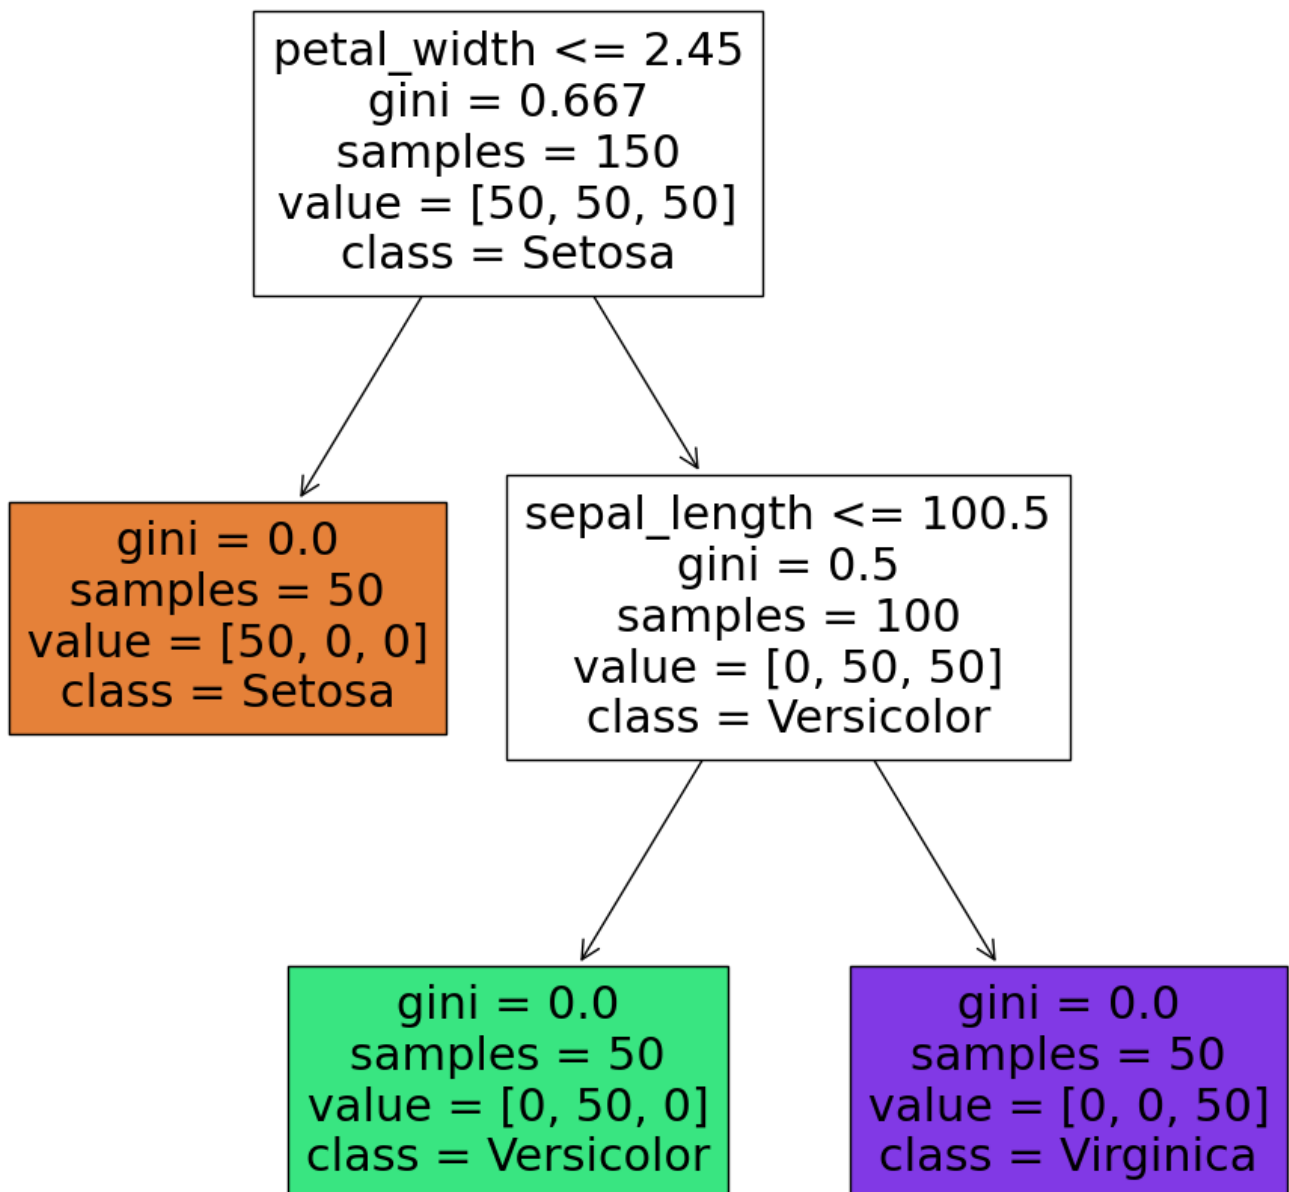 petal_width <= 2.45
gini = 0.667
samples = 150
value = [50, 50, 50]
class = Setosa
gini = 0.0
samples = 50
value = [50, 0, 0]
class = Setosa
sepal_length <= 100.5
gini = 0.5
samples = 100
value = [0, 50, 50]
class = Versicolor
gini = 0.0
samples = 50
value = [0, 50, 0]
class = Versicolor
gini = 0.0
samples = 50
value = [0, 0, 50]
class = Virginica